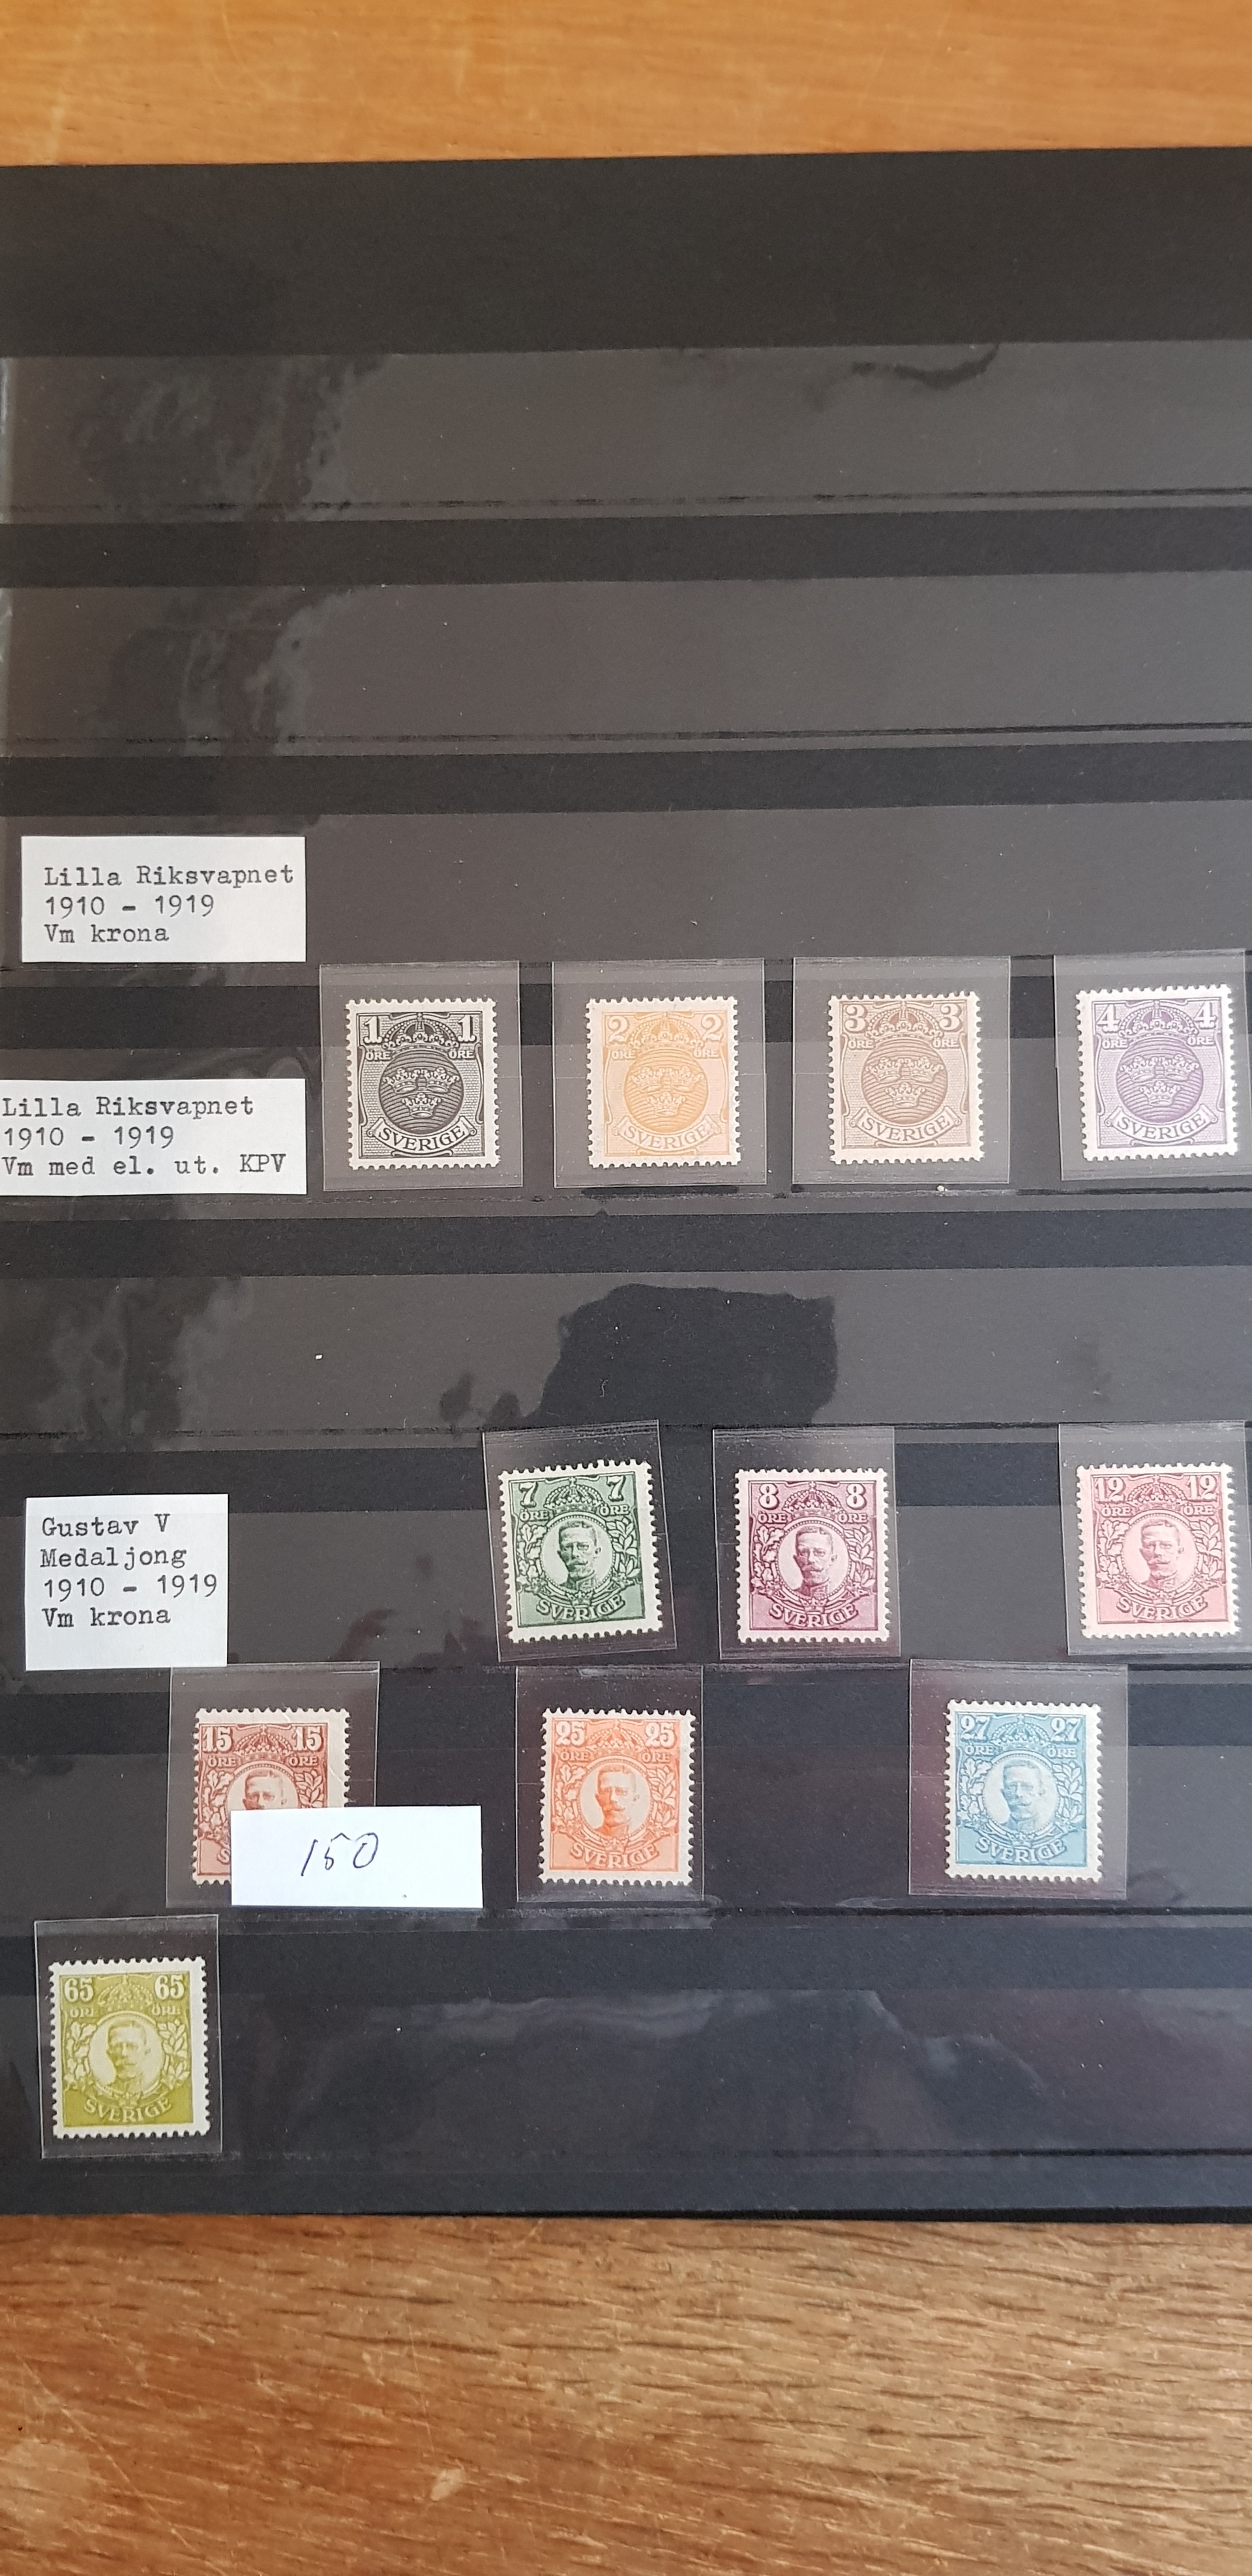 Lilla Riksvapnet
1910 - 1919
Vm krona
1 1
ÖRE ÖRE
SVERIGE
2 2
ÖRE ÖRE
SVERIGE
3 3
ÖRE ÖRE
SVERIGE
4 4
ÖRE ÖRE
SVERIGE
Lilla Riksvapnet
1910 - 1919
Vm med el. ut. KPV
Gustav V
Medaljong
1910 - 1919
Vm krona
7 7
ÖRE ÖRE
SVERIGE
8 8
ÖRE ÖRE
SVERIGE
12 12
ÖRE ÖRE
SVERIGE
15 15
ÖRE ÖRE
S
150
25 25
ÖRE ÖRE
SVERIGE
27 27
ÖRE ÖRE
SVERIGE
65 65
ÖRE ÖRE
SVERIGE